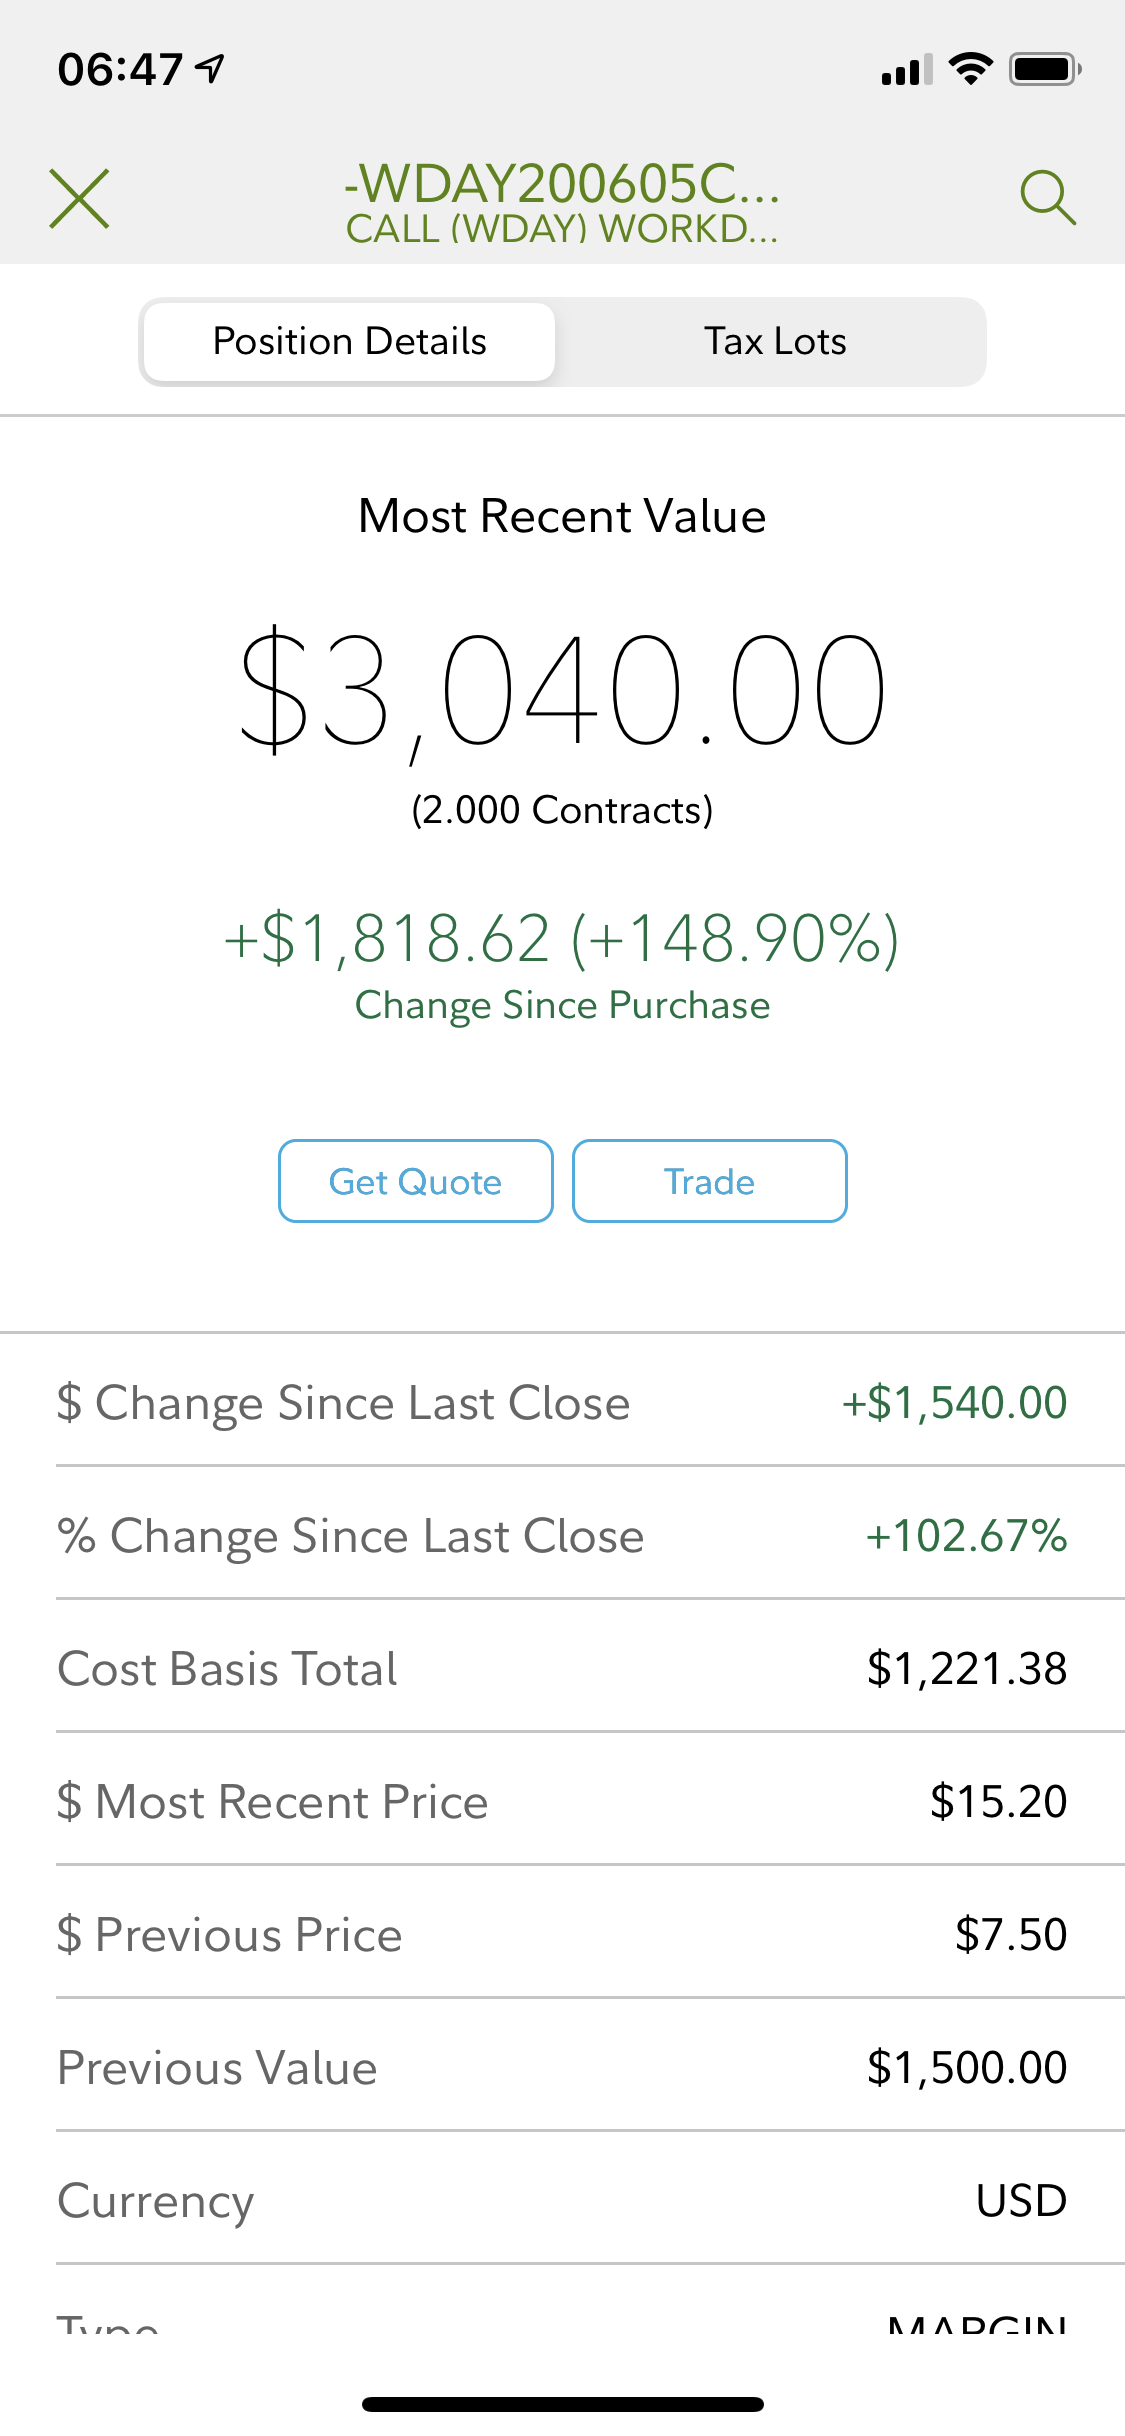 06:47
-WDAY200605C...
CALL (WDAY) WORKD...
Position Details
Tax Lots
Most Recent Value
$3,040.00
(2.000 Contracts)
+$1,818.62 (+148.90%)
Change Since Purchase
Get Quote
Trade
$ Change Since Last Close +$1,540.00
% Change Since Last Close +102.67%
Cost Basis Total $1,221.38
$ Most Recent Price $15.20
$ Previous Price $7.50
Previous Value $1,500.00
Currency USD
Type MARGIN